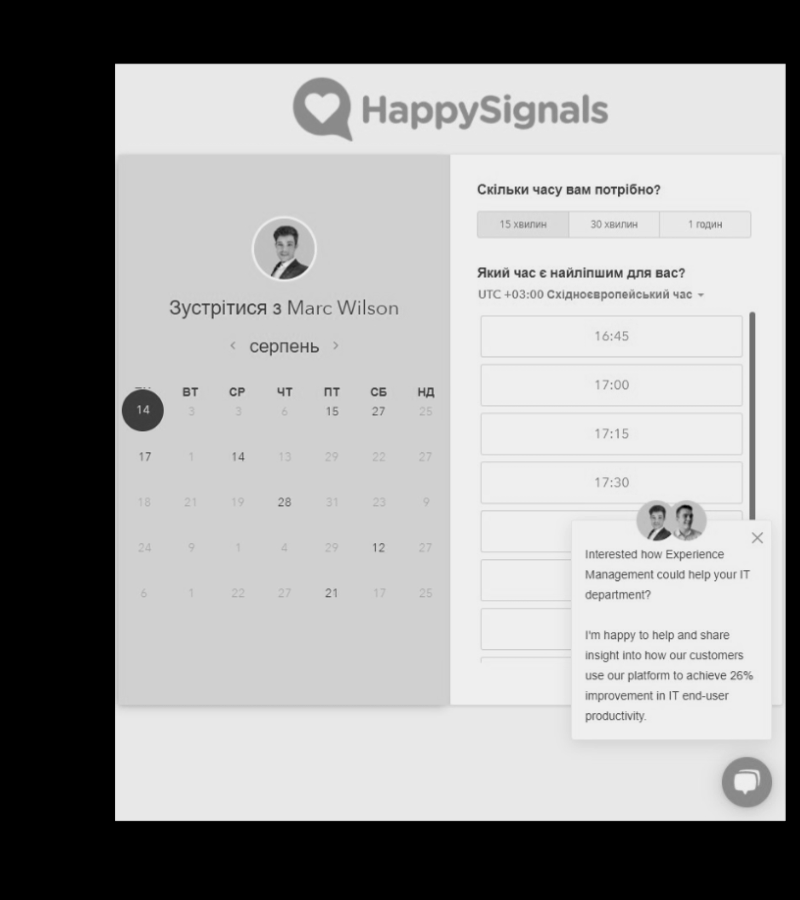 HappySignals
Зустрітися з Marc Wilson
серпень
ВТ СР ЧТ ПТ СБ НД
14 3 3 6 15 27 25
17 1 14 13 29 22 27
18 21 19 28 31 23 9
24 9 1 4 29 12 27
6 1 22 27 21 17 25
Скільки часу вам потрібно?
15 хвилин 30 хвилин 1 годин
Який час є найліпшим для вас?
UTC +03:00 Східноєвропейський час
16:45
17:00
17:15
17:30
Interested how Experience
Management could help your IT
department?
I'm happy to help and share
insight into how our customers
use our platform to achieve 26%
improvement in IT end-user
productivity.